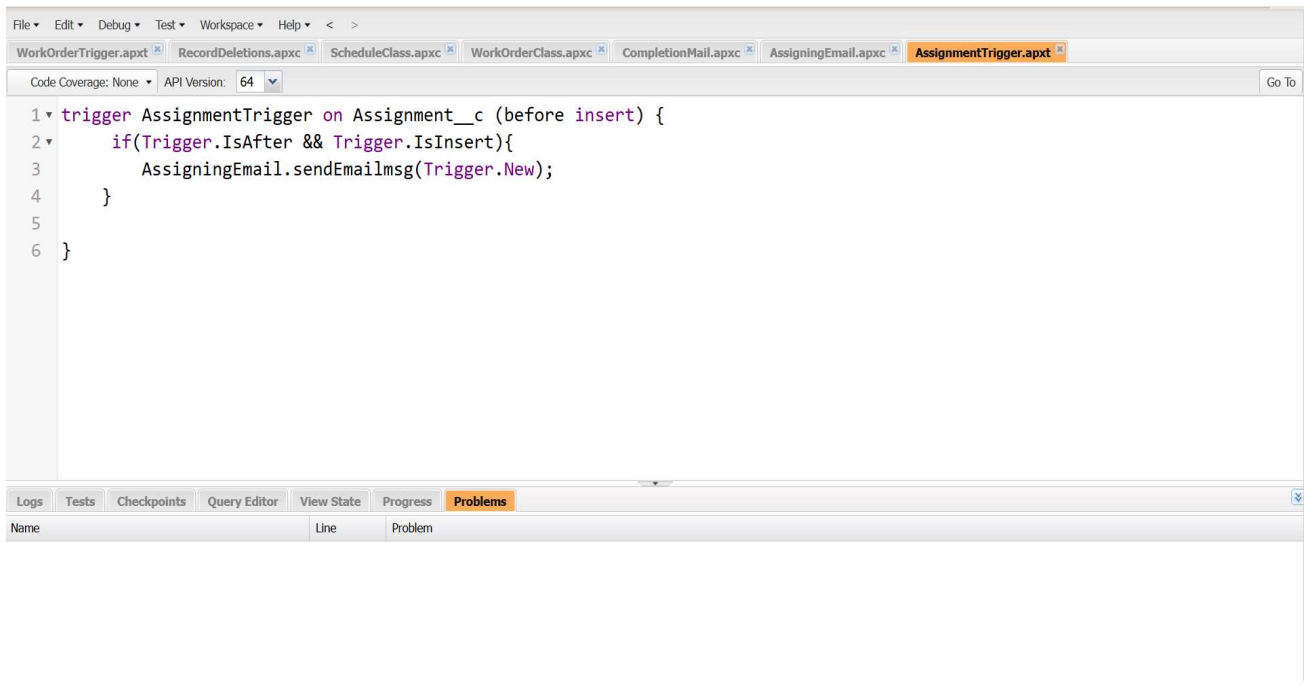 File Edit Debug Test Workspace Help < >
WorkOrderTrigger.apxt RecordDeletions.apxc ScheduleClass.apxc WorkOrderClass.apxc CompletionMail.apxc AssigningEmail.apxc AssignmentTrigger.apxt
Code Coverage: None API Version: 64 Go To
1 trigger AssignmentTrigger on Assignment__c (before insert) {
2 if(Trigger.IsAfter && Trigger.IsInsert){
3 AssigningEmail.sendEmailmsg(Trigger.New);
4 }
5
6 }
Logs Tests Checkpoints Query Editor View State Progress Problems
Name Line Problem